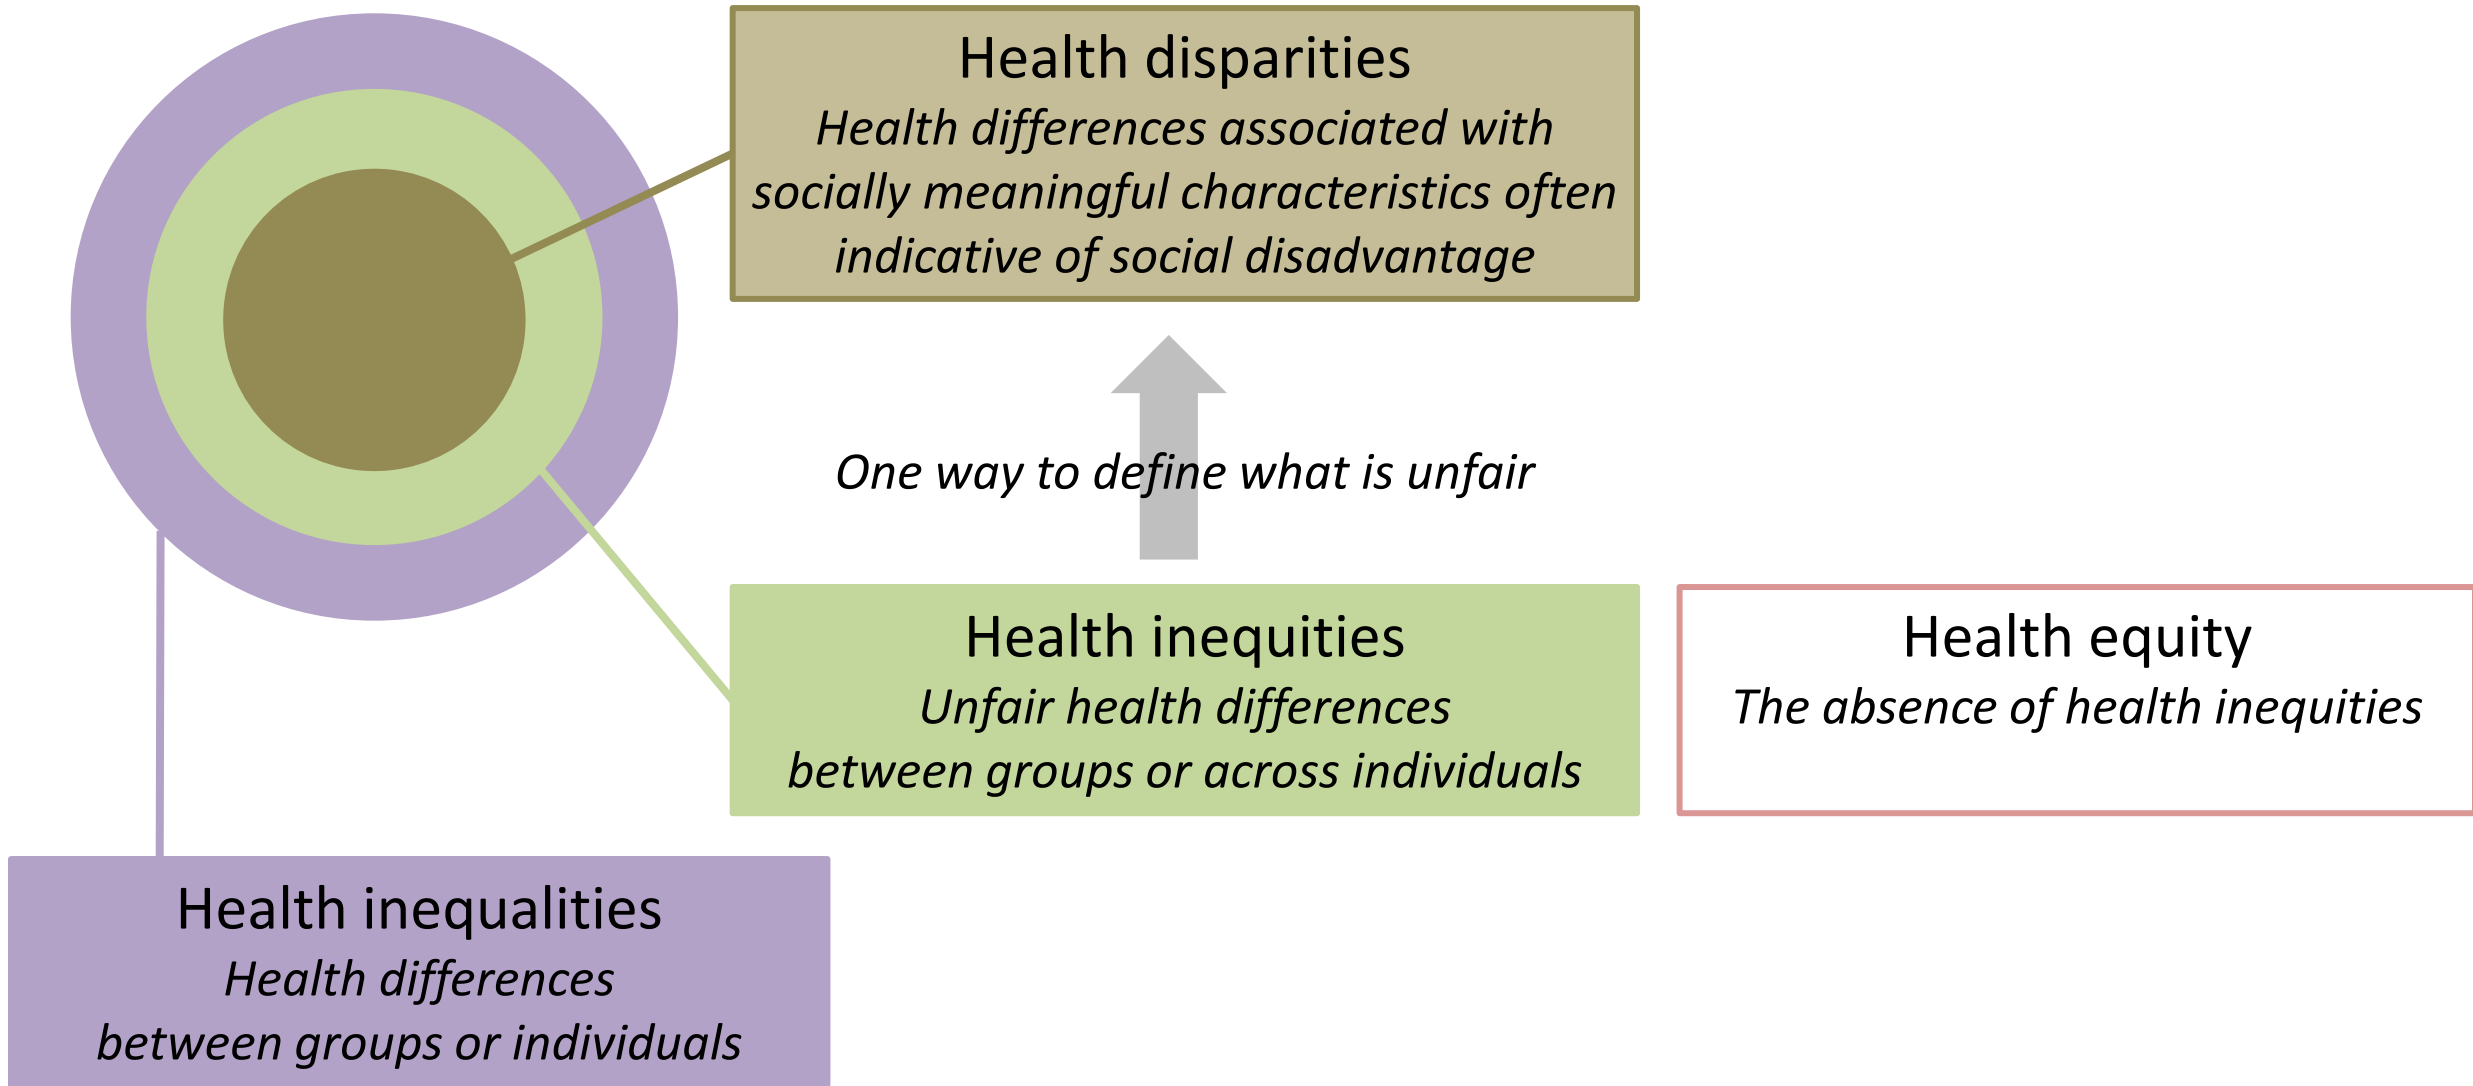 Health disparities
Health differences associated with
socially meaningful characteristics often
indicative of social disadvantage
One way to define what is unfair
Health inequities
Unfair health differences
between groups or across individuals
Health equity
The absence of health inequities
Health inequalities
Health differences
between groups or individuals